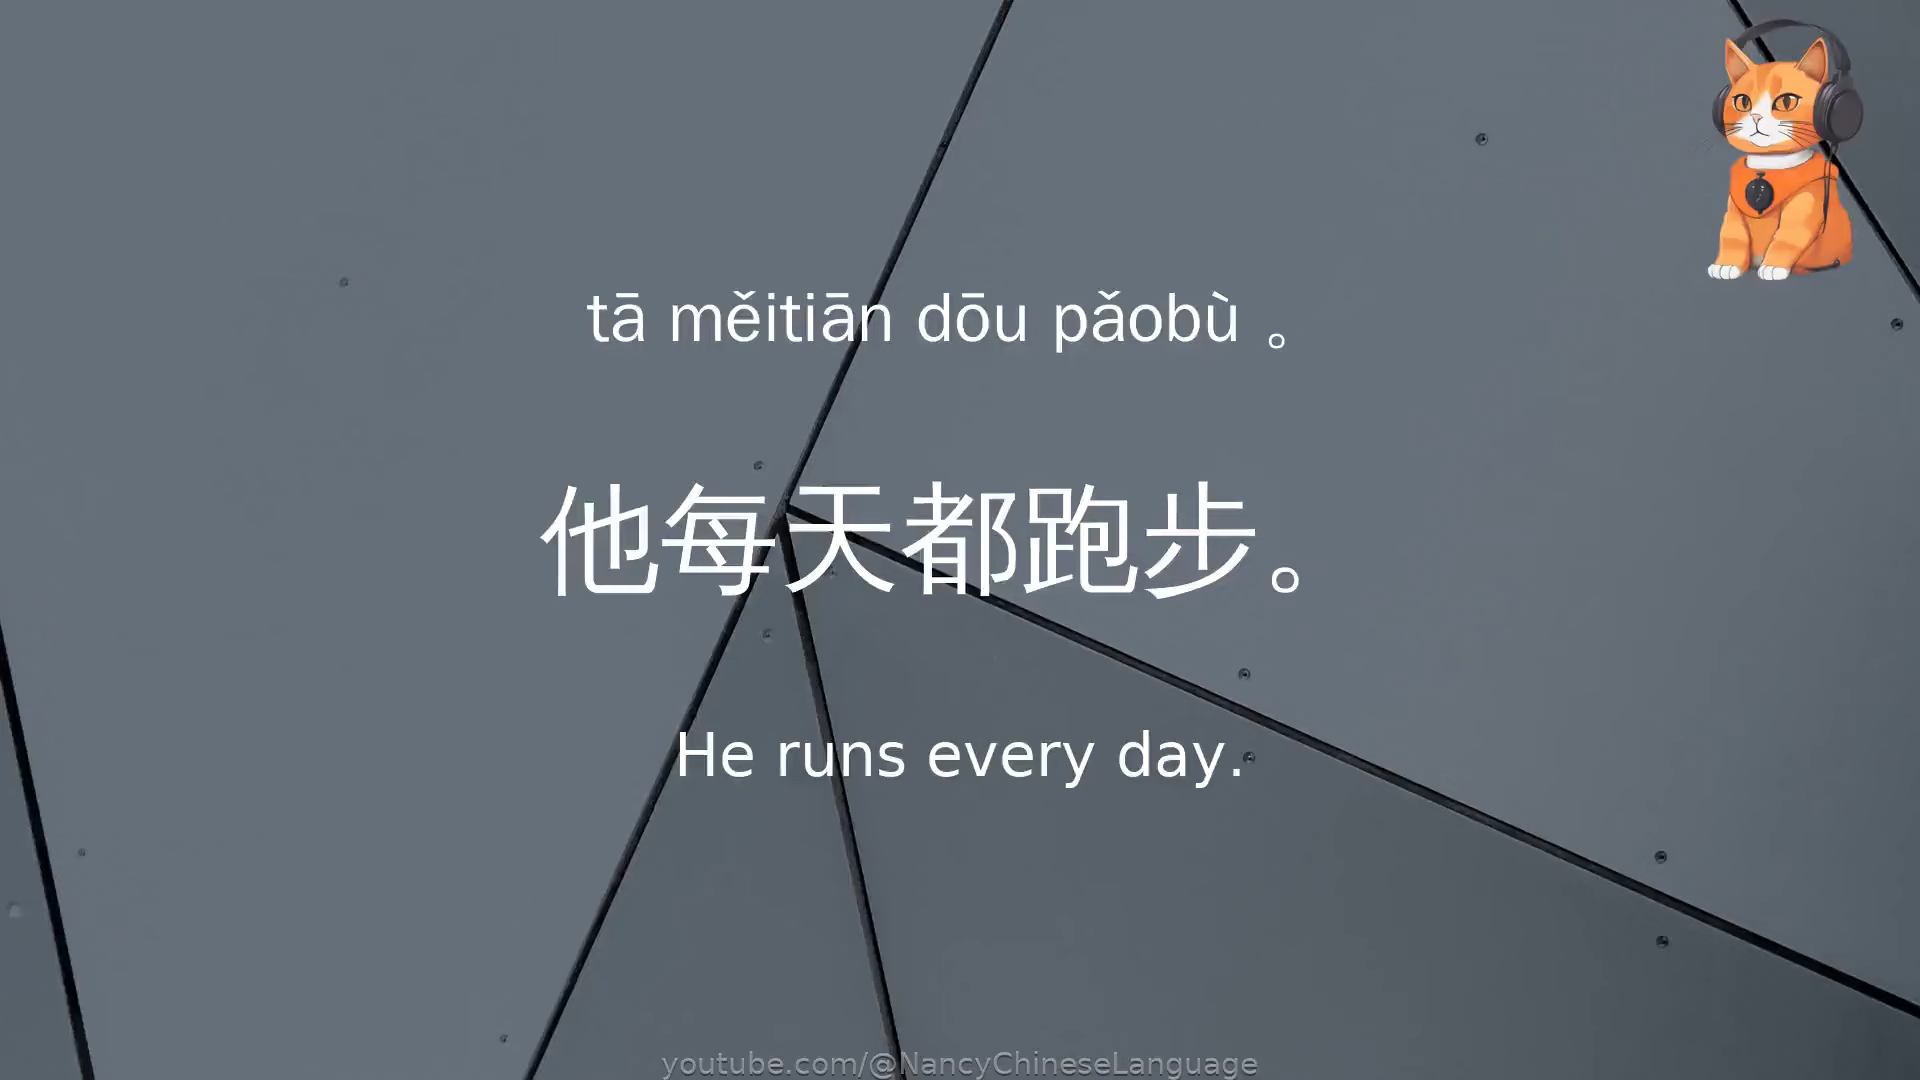 tā měitiān dōu pǎobù 。
他每天都跑步。
He runs every day.
youtube.com/@NancyChineseLanguage